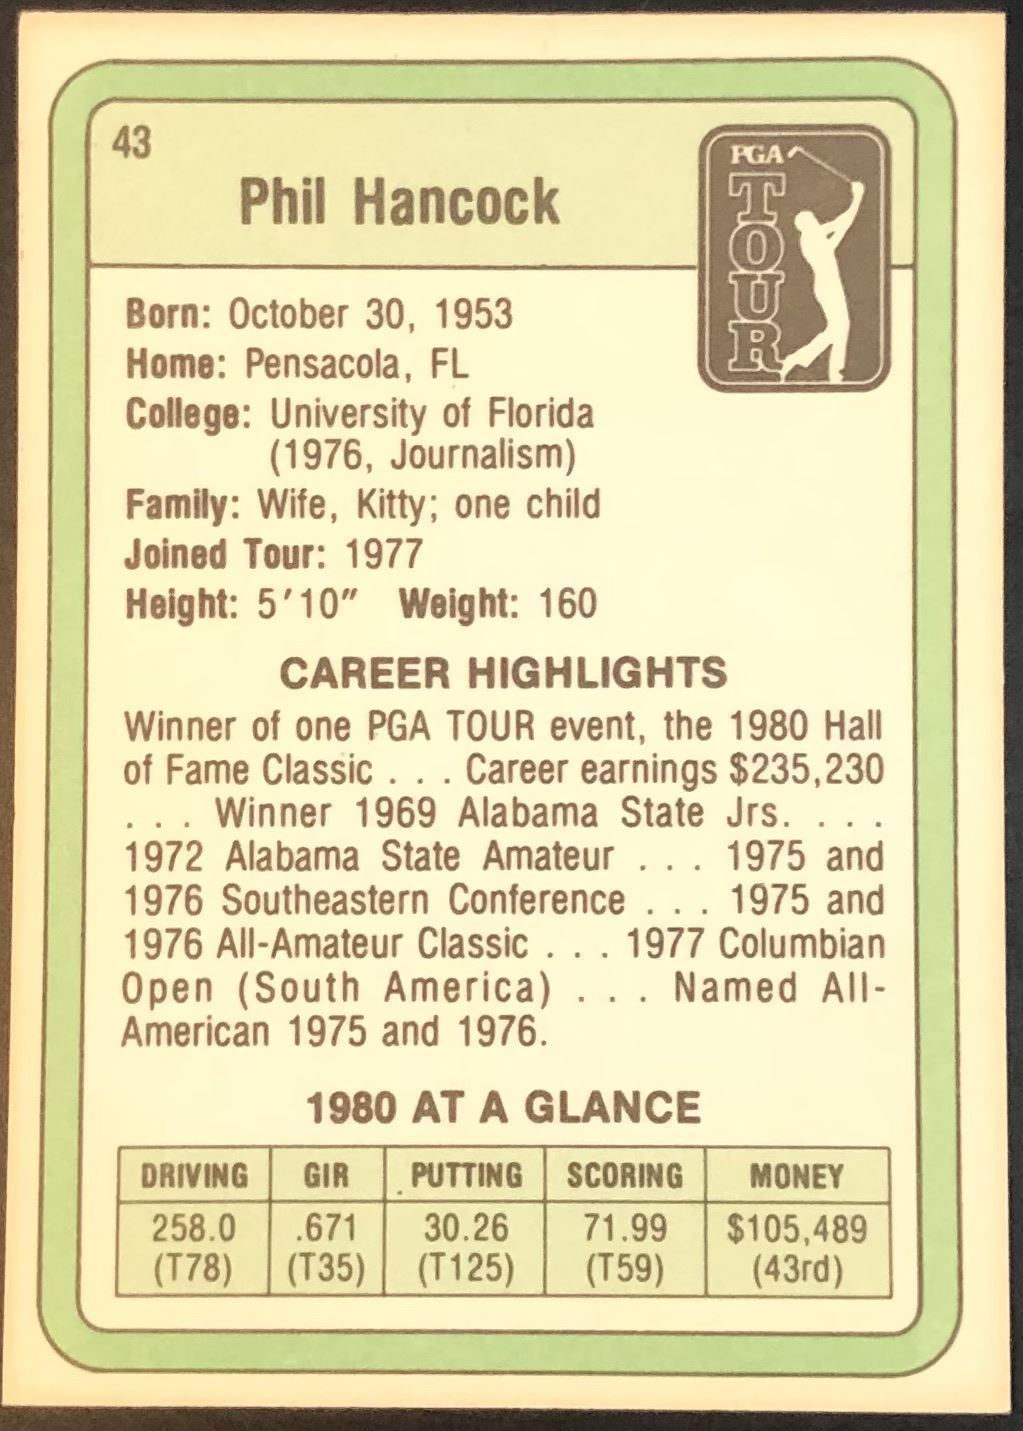 43
Phil Hancock
PGA
TOUR
Born: October 30, 1953
Home: Pensacola, FL
College: University of Florida
(1976, Journalism)
Family: Wife, Kitty; one child
Joined Tour: 1977
Height: 5'10" Weight: 160
CAREER HIGHLIGHTS
Winner of one PGA TOUR event, the 1980 Hall
of Fame Classic . . . Career earnings $235,230
. . . Winner 1969 Alabama State Jrs. . . .
1972 Alabama State Amateur . . . 1975 and
1976 Southeastern Conference . . . 1975 and
1976 All-Amateur Classic . . . 1977 Columbian
Open (South America) . . . Named All-
American 1975 and 1976.
1980 AT A GLANCE
DRIVING GIR PUTTING SCORING MONEY
258.0 .671 30.26 71.99 $105,489
(T78) (T35) (T125) (T59) (43rd)